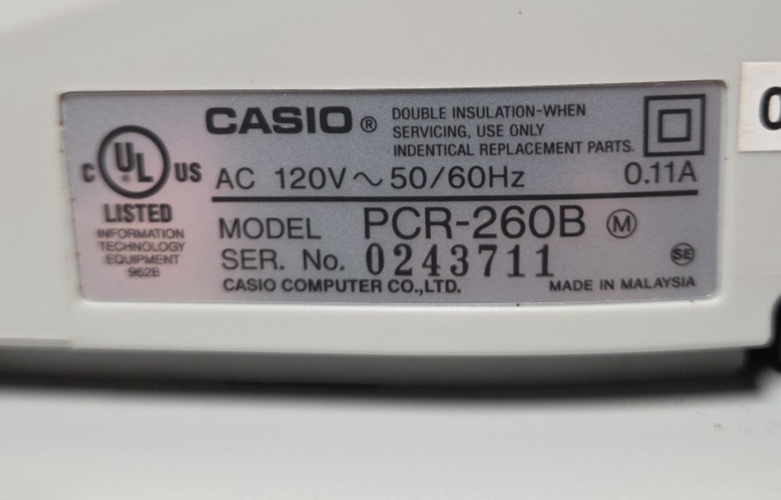 CASIO ®
DOUBLE INSULATION-WHEN
SERVICING, USE ONLY
INDENTICAL REPLACEMENT PARTS.
C UL ® US
LISTED
INFORMATION
TECHNOLOGY
EQUIPMENT
962B
AC 120V ~ 50/60Hz 0.11A
MODEL PCR-260B M
SER. No. 0243711
SE
CASIO COMPUTER CO.,LTD. MADE IN MALAYSIA
0